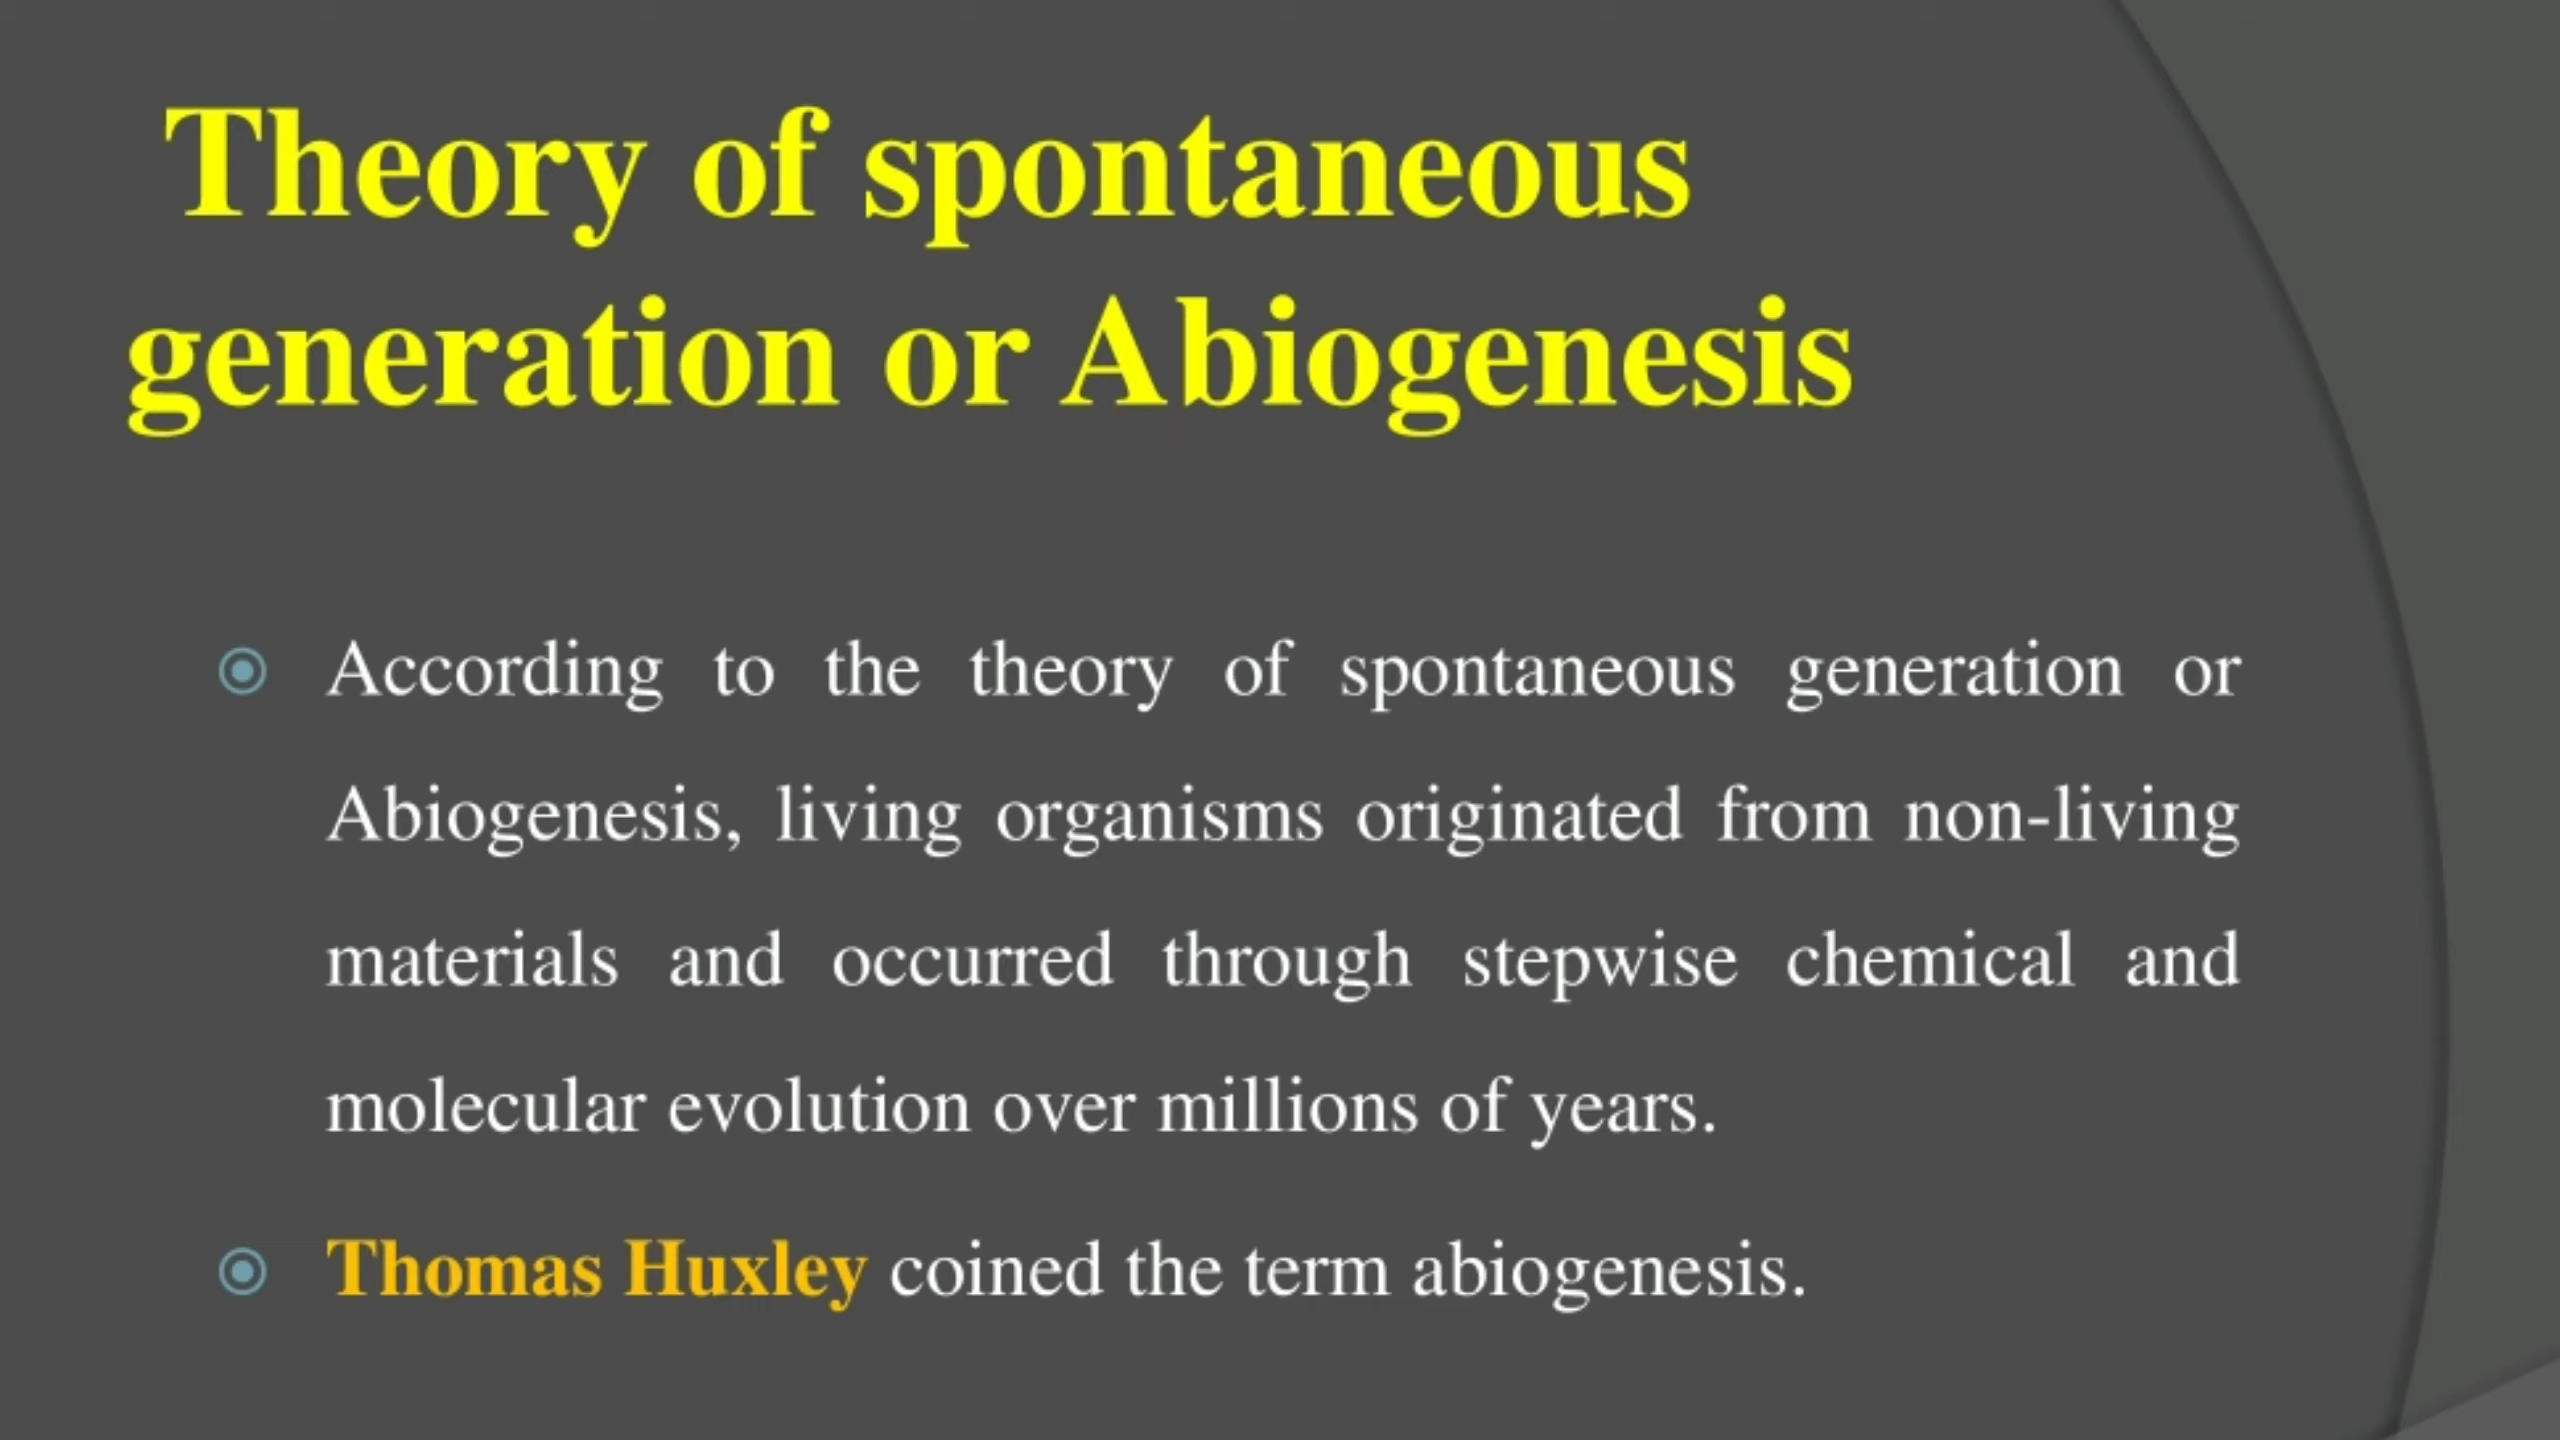 Theory of spontaneous
generation or Abiogenesis
According to the theory of spontaneous generation or
Abiogenesis, living organisms originated from non-living
materials and occurred through stepwise chemical and
molecular evolution over millions of years.
Thomas Huxley coined the term abiogenesis.